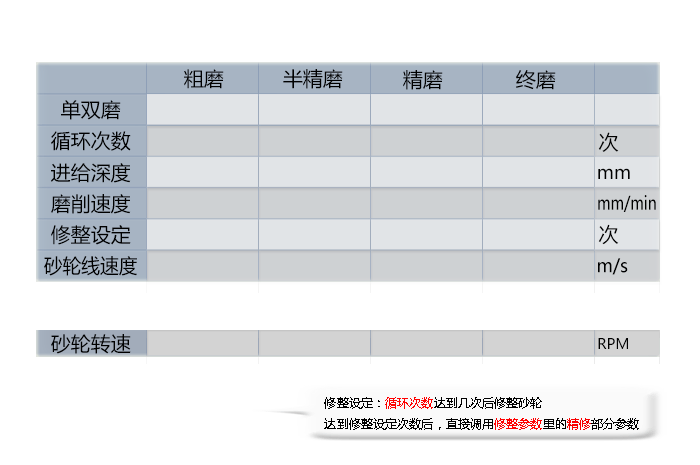 粗磨 半精磨 精磨 终磨
单双磨
循环次数 次
进给深度 mm
磨削速度 mm/min
修整设定 次
砂轮线速度 m/s
砂轮转速 RPM
修整设定：循环次数达到几次后修整砂轮
达到修整设定次数后，直接调用修整参数里的精修部分参数